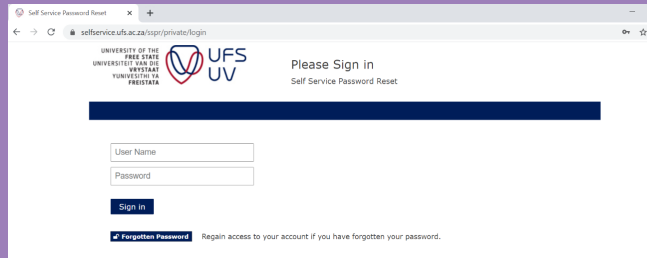 Self Service Password Reset
selfservice.ufs.ac.za/sspr/private/login
UNIVERSITY OF THE
FREE STATE
UNIVERSITEIT VAN DIE
VRYSTAAT
YUNIVESITHI YA
FREISTATA
UFS
UV
Please Sign in
Self Service Password Reset
User Name
Password
Sign in
Forgotten Password Regain access to your account if you have forgotten your password.